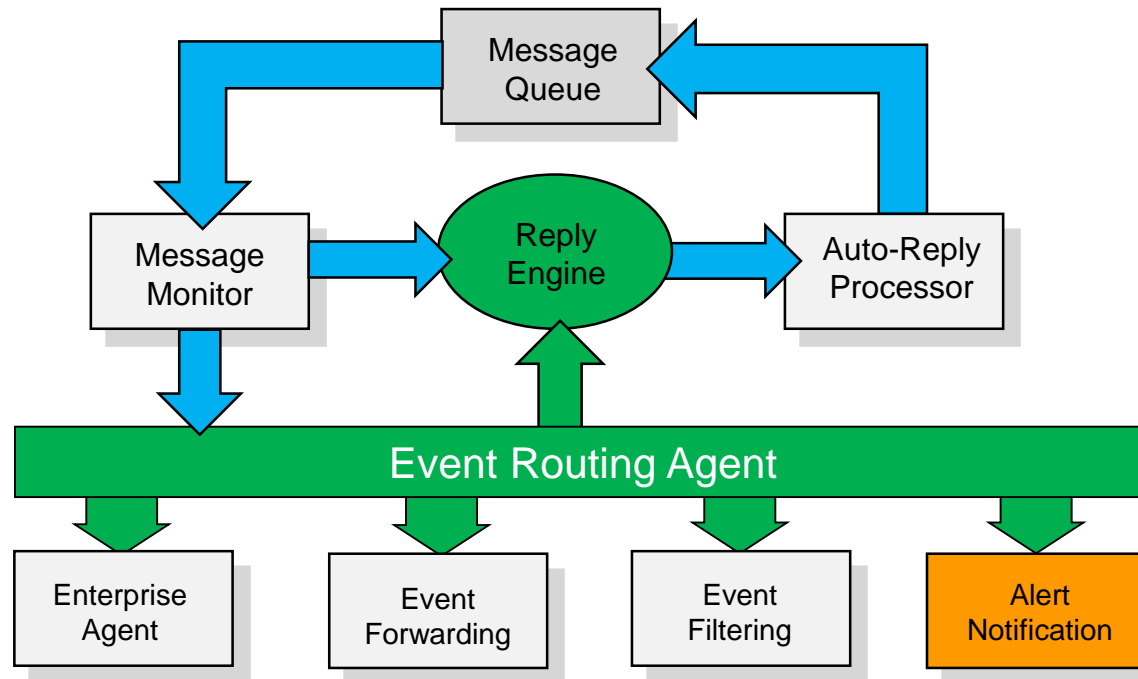 Message
Queue
Message
Monitor
Reply
Engine
Auto-Reply
Processor
Event Routing Agent
Enterprise
Agent
Event
Forwarding
Event
Filtering
Alert
Notification